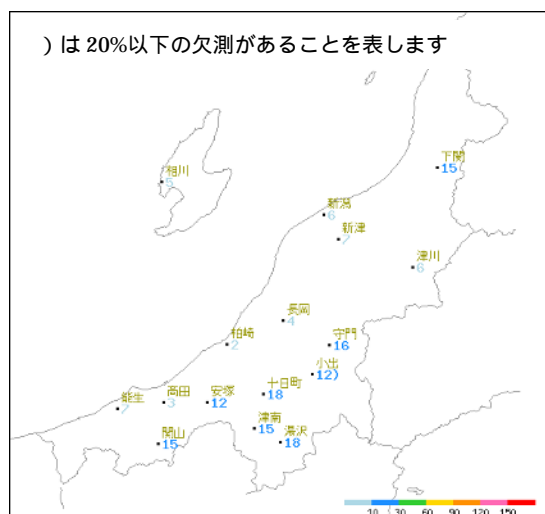 ）は 20%以下の欠測があることを表します
下関
15
相川
5
新潟
6
新津
7
津川
6
長岡
4
柏崎
2
守門
16
小出
12)
十日町
18
能生
7
高田
3
安塚
12
津南
15
関山
15
湯沢
18
10 30 60 90 120 150